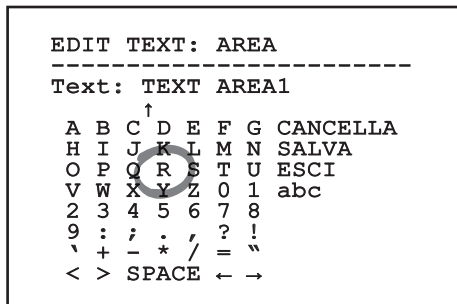 EDIT TEXT: AREA
------------------------
Text: TEXT AREA1
↑
A B C D E F G CANCELLA
H I J K L M N SALVA
O P Q R S T U ESCI
V W X Y Z 0 1 abc
2 3 4 5 6 7 8
9 : ; . , ? !
‵ + - * / = ‶
< > SPACE ← →